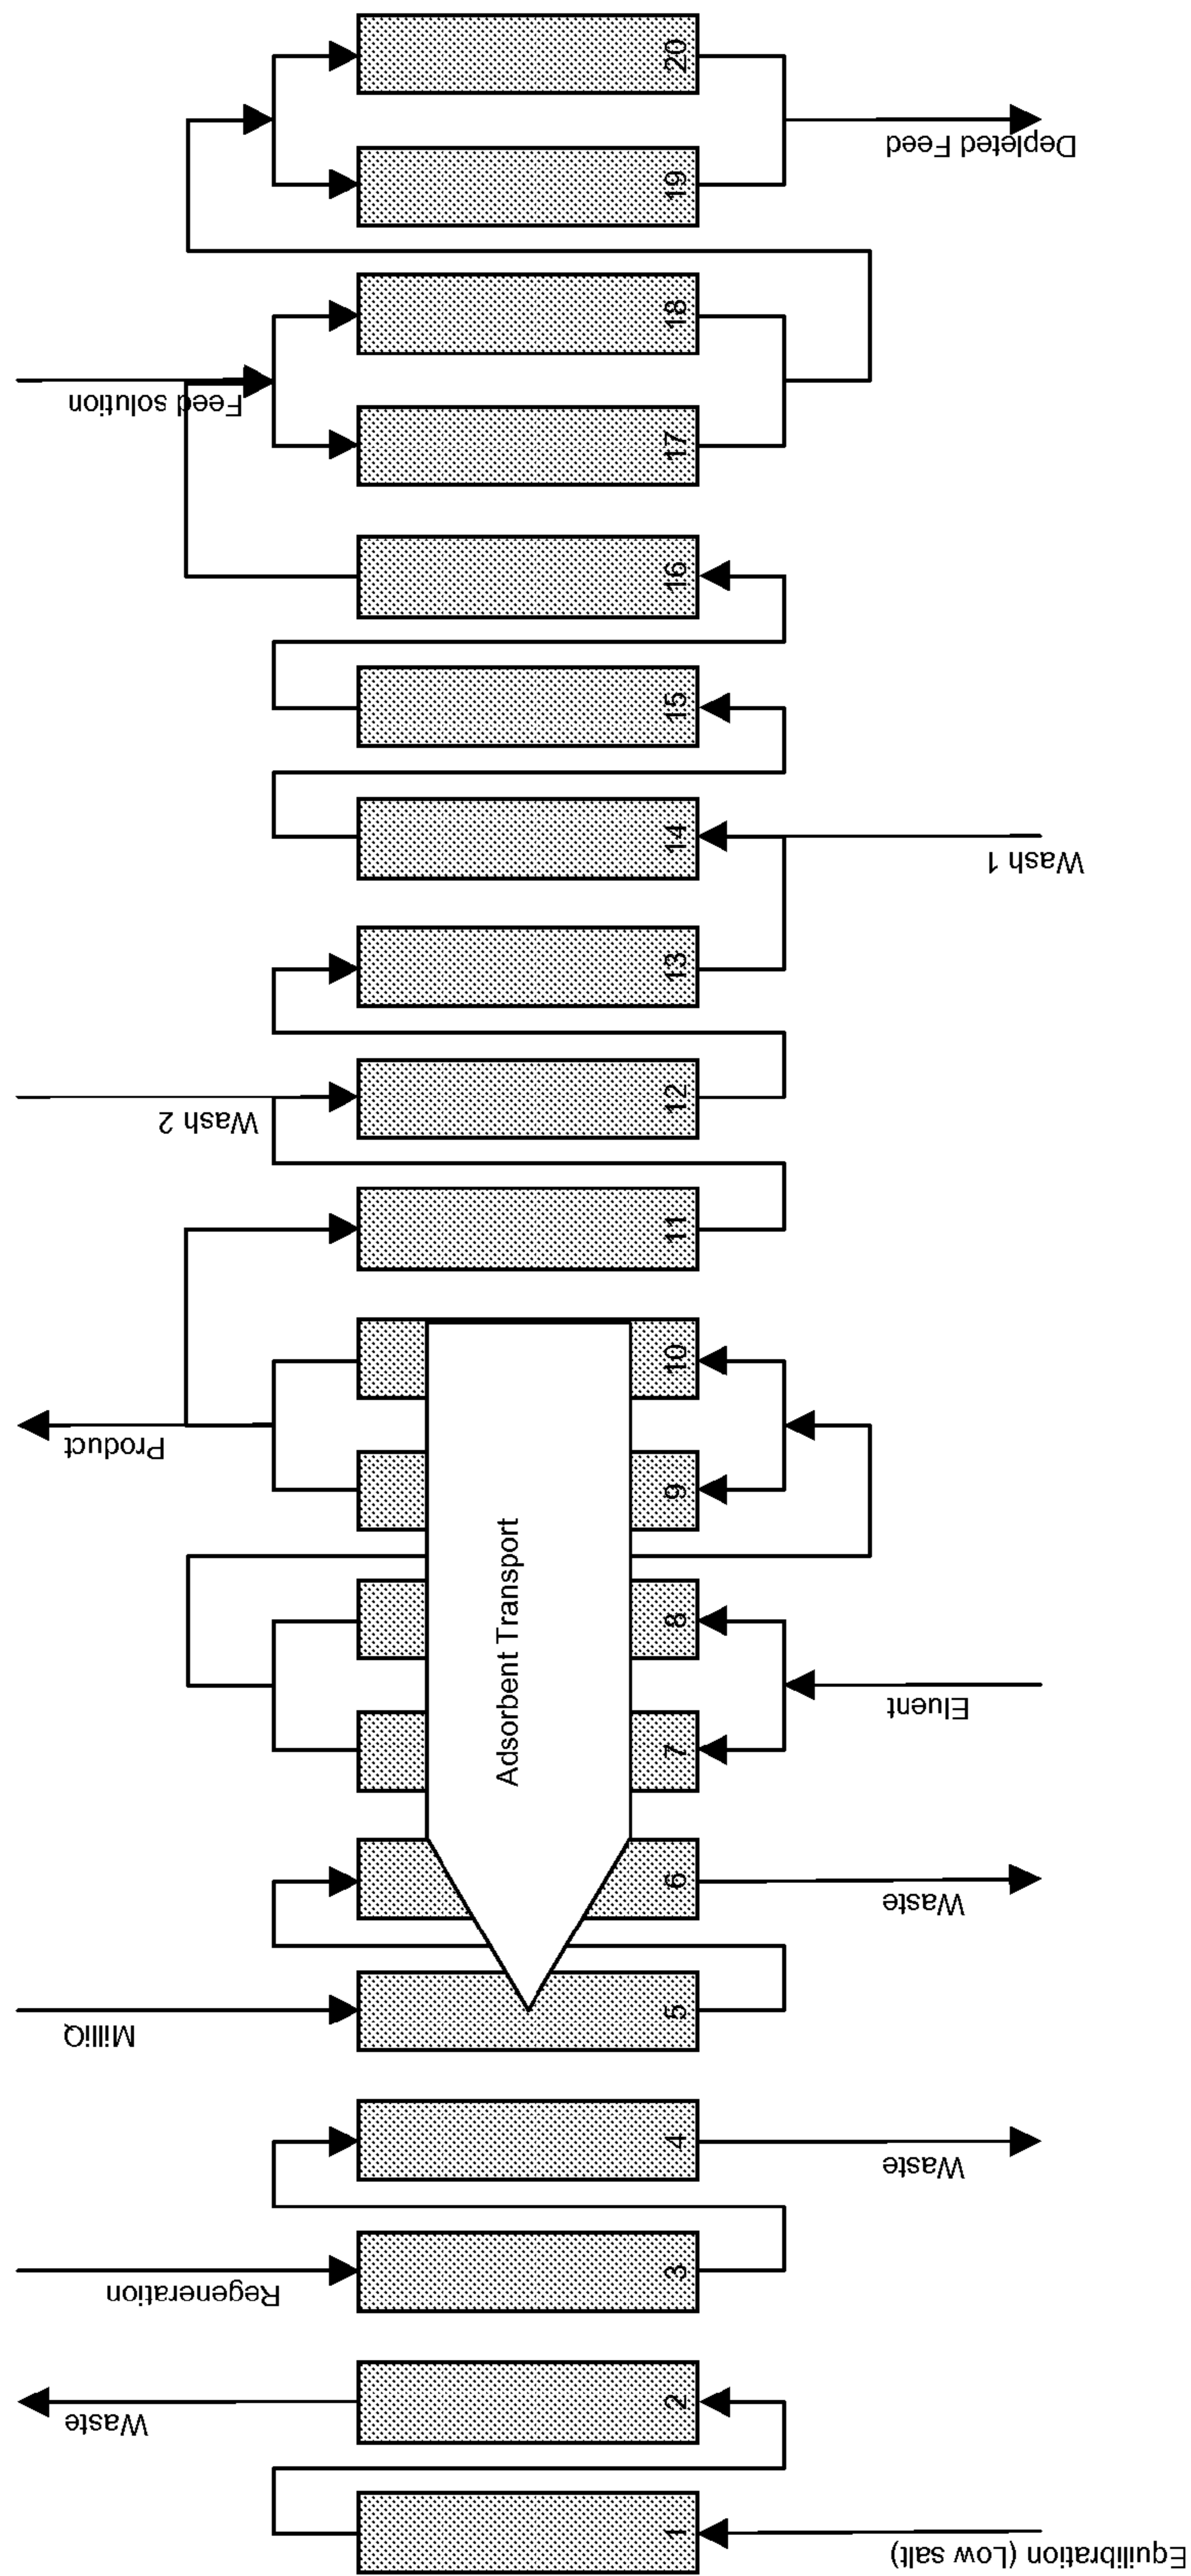 20
Depleted Feed
19
18
Feed solution
17
16
15
14
Wash 1
13
12
Wash 2
11
10
Product
9
Adsorbent Transport
8
Eluent
7
6
Waste
5
MilliQ
4
Waste
3
Regeneration
2
Waste
1
Equilibration (Low salt)